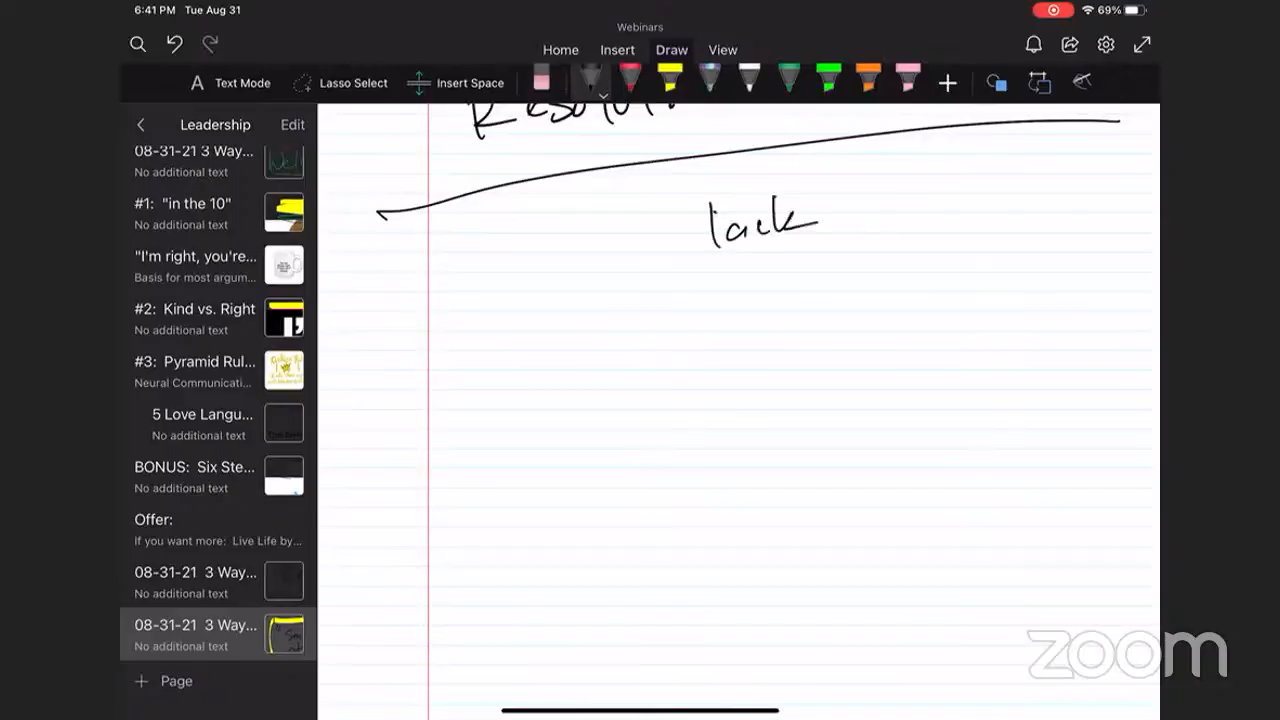 6:41 PM Tue Aug 31
69%
Webinars
Home Insert Draw View
Text Mode Lasso Select Insert Space
Leadership Edit
08-31-21 3 Way...
No additional text
#1: "in the 10"
No additional text
"I'm right, you're...
Basis for most argum...
#2: Kind vs. Right
No additional text
#3: Pyramid Rul...
Neural Communicati...
5 Love Langu...
No additional text
BONUS: Six Ste...
No additional text
Offer:
If you want more: Live Life by...
08-31-21 3 Way...
No additional text
08-31-21 3 Way...
No additional text
Page
lack
zoom